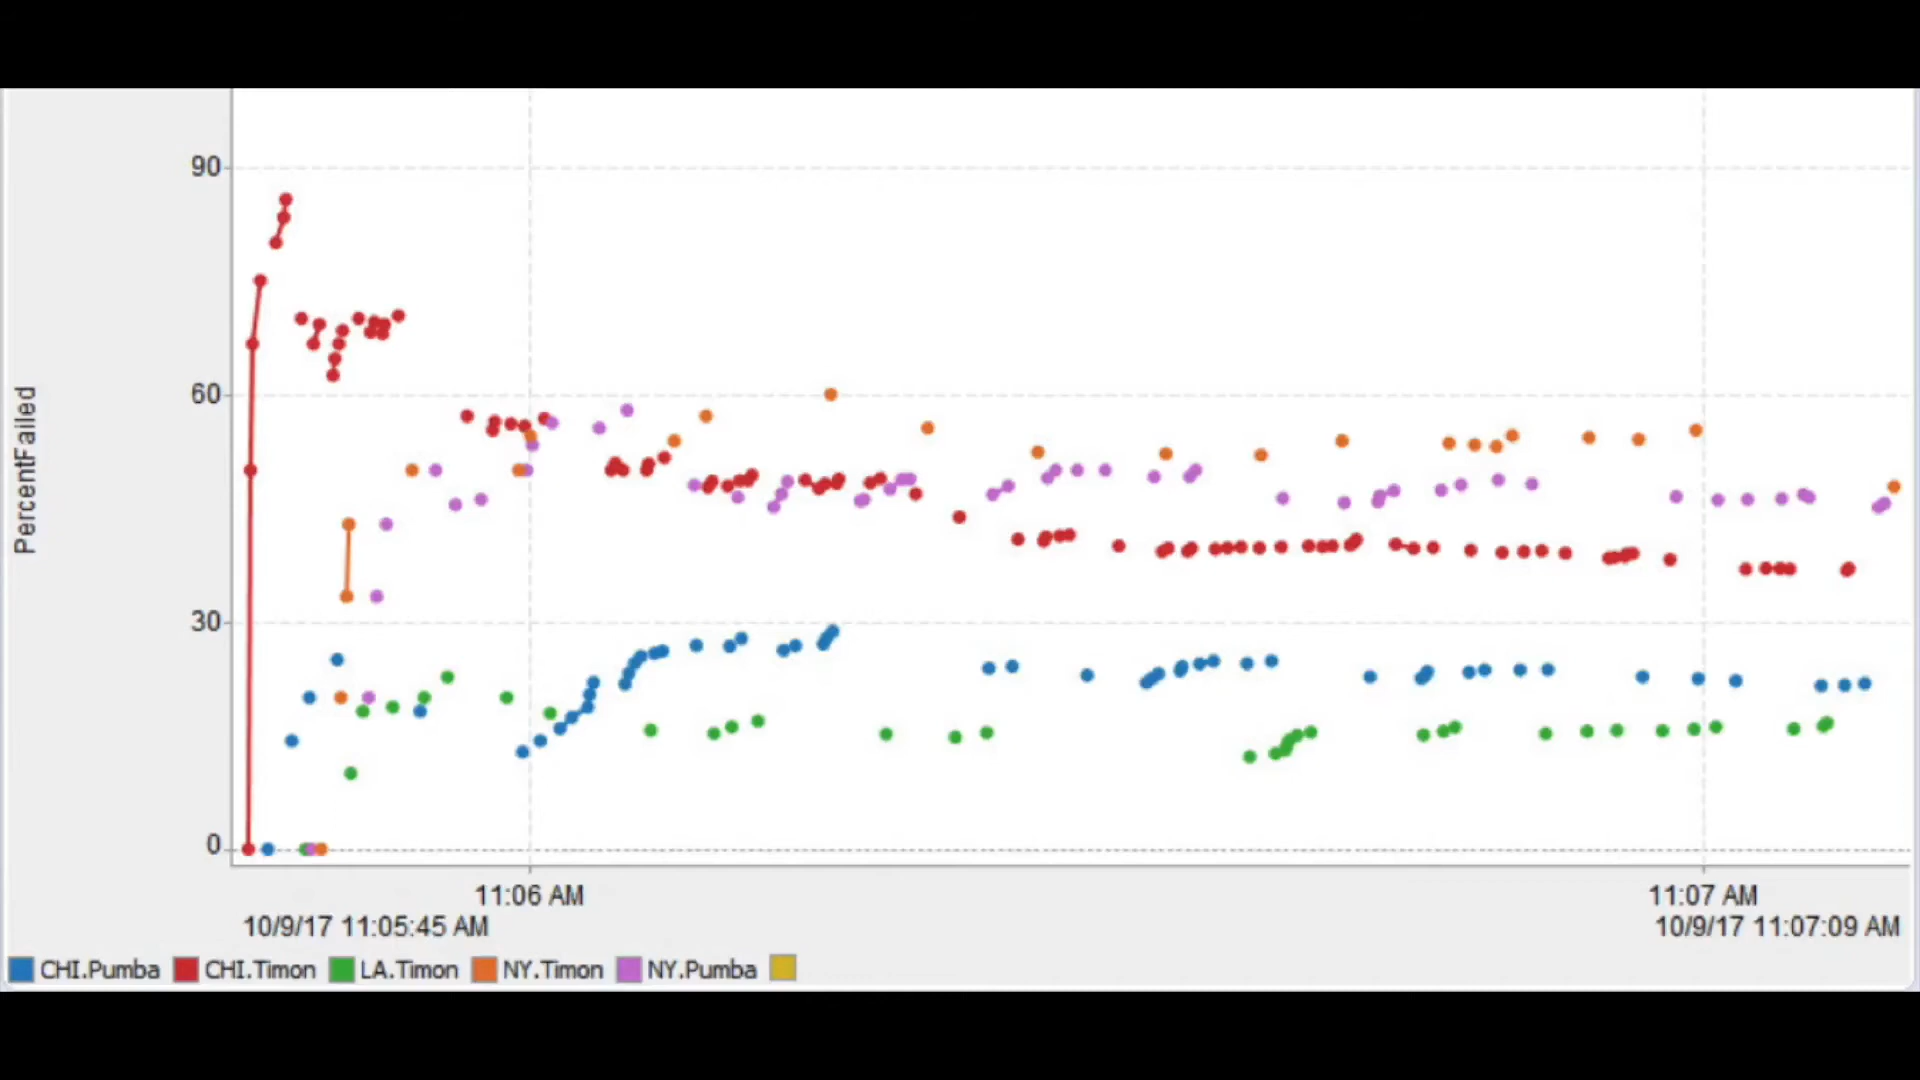 90
60
30
0
PercentFailed
11:06 AM
11:07 AM
10/9/17 11:05:45 AM
10/9/17 11:07:09 AM
CHI.Pumba CHI.Timon LA.Timon NY.Timon NY.Pumba